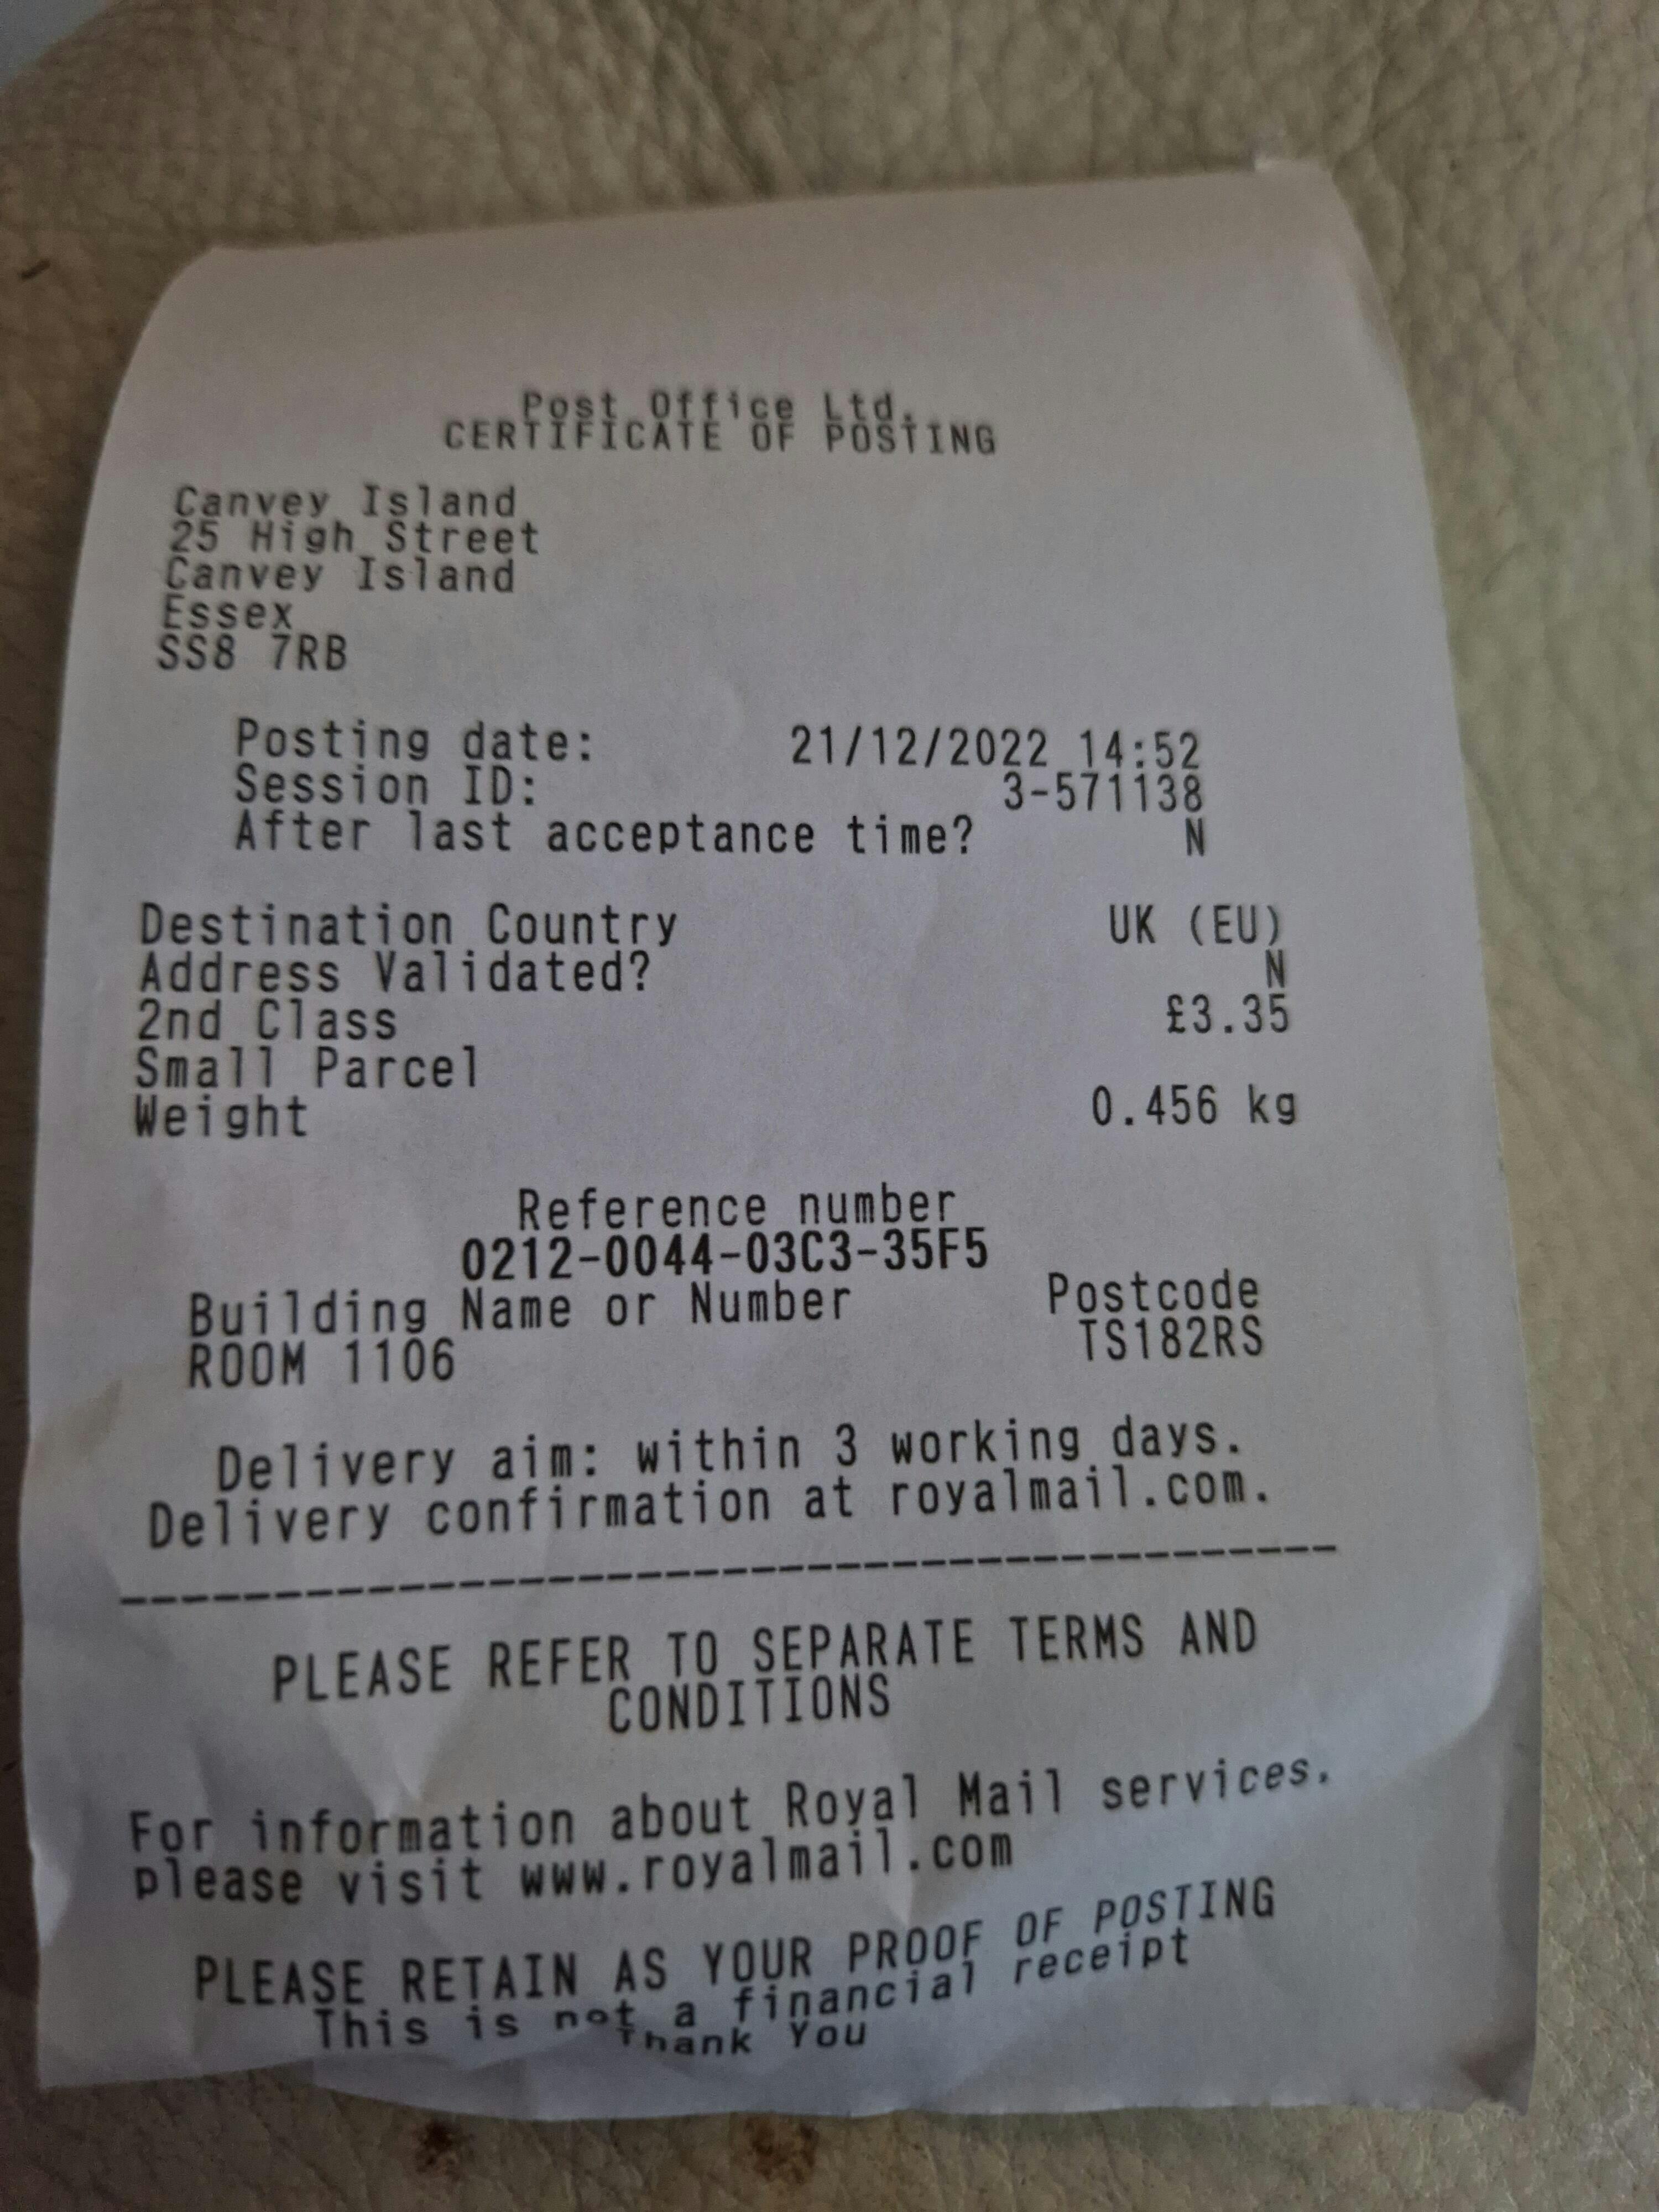 Post Office Ltd.
CERTIFICATE OF POSTING
Canvey Island
25 High Street
Canvey Island
Essex
SS8 7RB
Posting date: 21/12/2022 14:52
Session ID: 3-571138
After last acceptance time? N
Destination Country UK (EU)
Address Validated? N
2nd Class £3.35
Small Parcel
Weight 0.456 kg
Reference number
0212-0044-03C3-35F5
Building Name or Number Postcode
ROOM 1106 TS182RS
Delivery aim: within 3 working days.
Delivery confirmation at royalmail.com.
----------------------------------------
PLEASE REFER TO SEPARATE TERMS AND
CONDITIONS
For information about Royal Mail services.
please visit www.royalmail.com
PLEASE RETAIN AS YOUR PROOF OF POSTING
This is not a financial receipt
Thank You